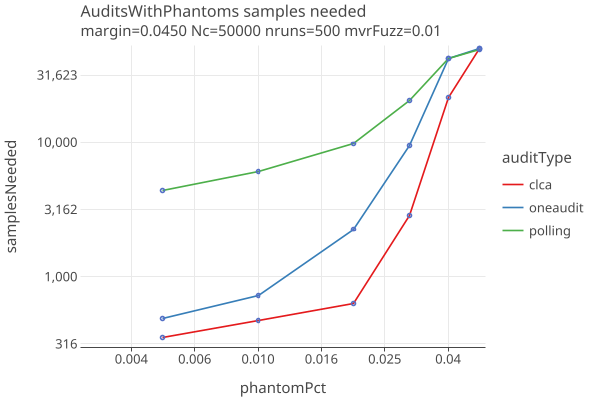 AuditsWithPhantoms samples needed
margin=0.0450 Nc=50000 nruns=500 mvrFuzz=0.01
31,623
10,000
3,162
1,000
316
samplesNeeded
0.004 0.006 0.010 0.016 0.025 0.04
phantomPct
auditType
clca
oneaudit
polling